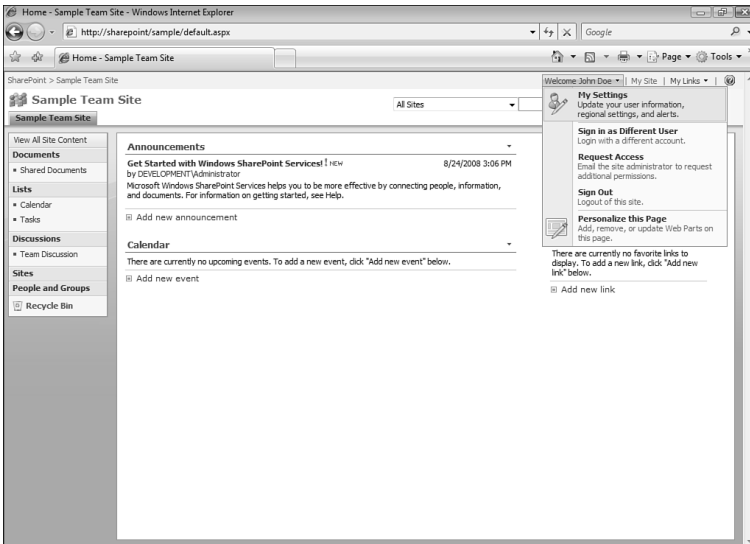 Home - Sample Team Site - Windows Internet Explorer
http://sharepoint/sample/default.aspx
Google
Home - Sample Team Site
Page
Tools
SharePoint > Sample Team Site
Welcome John Doe
My Site
My Links
Sample Team Site
All Sites
Sample Team Site
My Settings
Update your user information,
regional settings, and alerts.
Sign in as Different User
Login with a different account.
Request Access
Email the site administrator to request
additional permissions.
Sign Out
Logout of this site.
Personalize this Page
Add, remove, or update Web Parts on
this page.
View All Site Content
Documents
Shared Documents
Lists
Calendar
Tasks
Discussions
Team Discussion
Sites
People and Groups
Recycle Bin
Announcements
Get Started with Windows SharePoint Services! ! NEW
8/24/2008 3:06 PM
by DEVELOPMENT\Administrator
Microsoft Windows SharePoint Services helps you to be more effective by connecting people, information,
and documents. For information on getting started, see Help.
Add new announcement
Calendar
There are currently no upcoming events. To add a new event, click "Add new event" below.
Add new event
There are currently no favorite links to
display. To add a new link, click "Add new
link" below.
Add new link